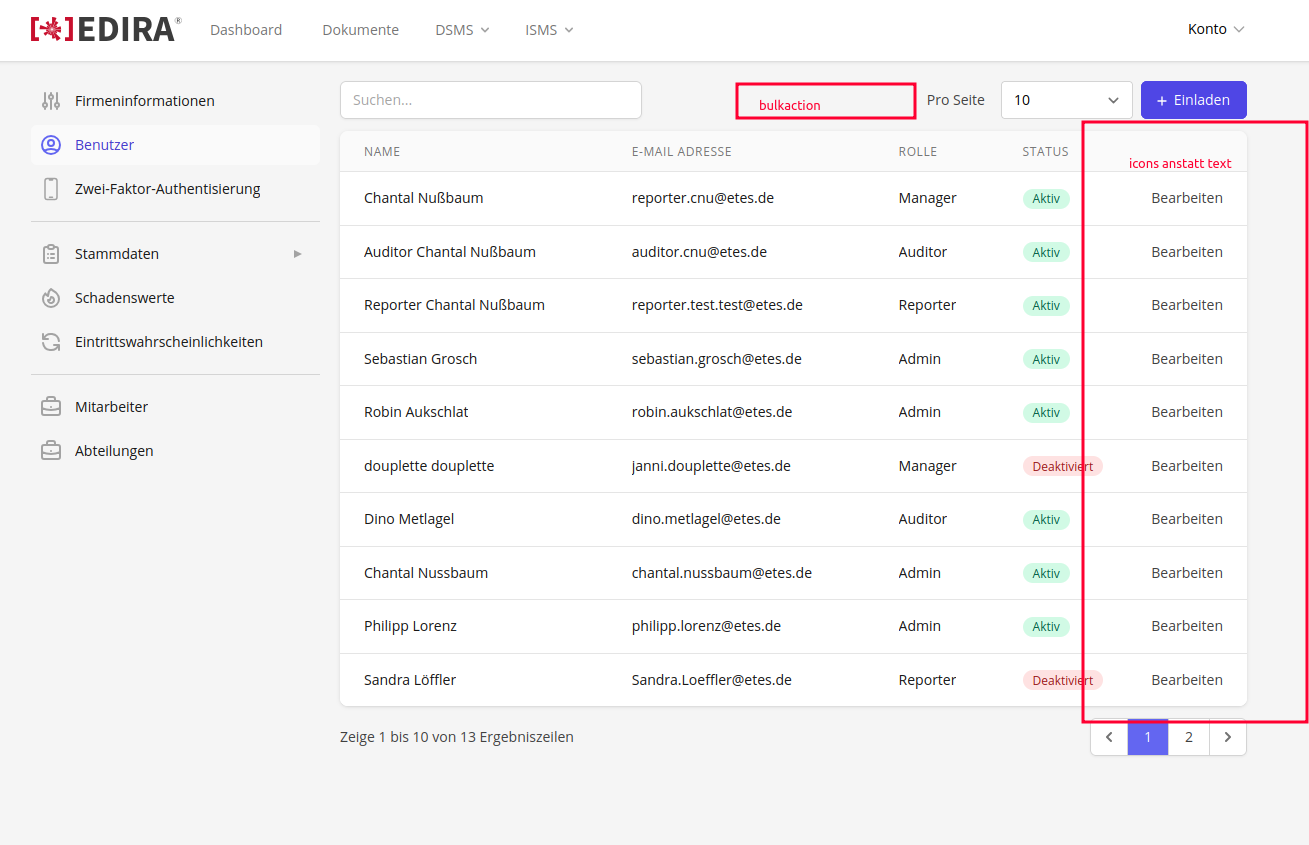 [*]EDIRA®
Dashboard
Dokumente
DSMS
ISMS
Konto
Firmeninformationen
Benutzer
Zwei-Faktor-Authentisierung
Stammdaten
Schadenswerte
Eintrittswahrscheinlichkeiten
Mitarbeiter
Abteilungen
Suchen...
bulkaction
Pro Seite
10
+ Einladen
icons anstatt text
NAME E-MAIL ADRESSE ROLLE STATUS
Chantal Nußbaum reporter.cnu@etes.de Manager Aktiv Bearbeiten
Auditor Chantal Nußbaum auditor.cnu@etes.de Auditor Aktiv Bearbeiten
Reporter Chantal Nußbaum reporter.test.test@etes.de Reporter Aktiv Bearbeiten
Sebastian Grosch sebastian.grosch@etes.de Admin Aktiv Bearbeiten
Robin Aukschlat robin.aukschlat@etes.de Admin Aktiv Bearbeiten
douplette douplette janni.douplette@etes.de Manager Deaktiviert Bearbeiten
Dino Metlagel dino.metlagel@etes.de Auditor Aktiv Bearbeiten
Chantal Nussbaum chantal.nussbaum@etes.de Admin Aktiv Bearbeiten
Philipp Lorenz philipp.lorenz@etes.de Admin Aktiv Bearbeiten
Sandra Löffler Sandra.Loeffler@etes.de Reporter Deaktiviert Bearbeiten
Zeige 1 bis 10 von 13 Ergebniszeilen
1 2